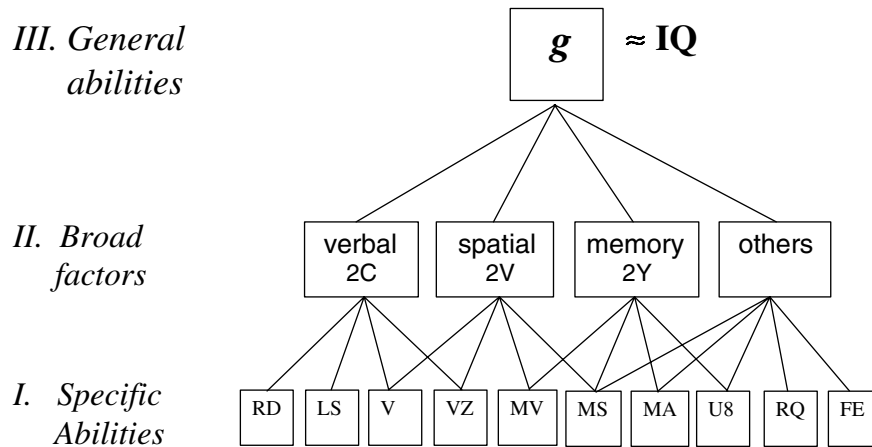 III. General
abilities
g ≈ IQ
II. Broad
factors
verbal
2C
spatial
2V
memory
2Y
others
I. Specific
Abilities
RD LS V VZ MV MS MA U8 RQ FE